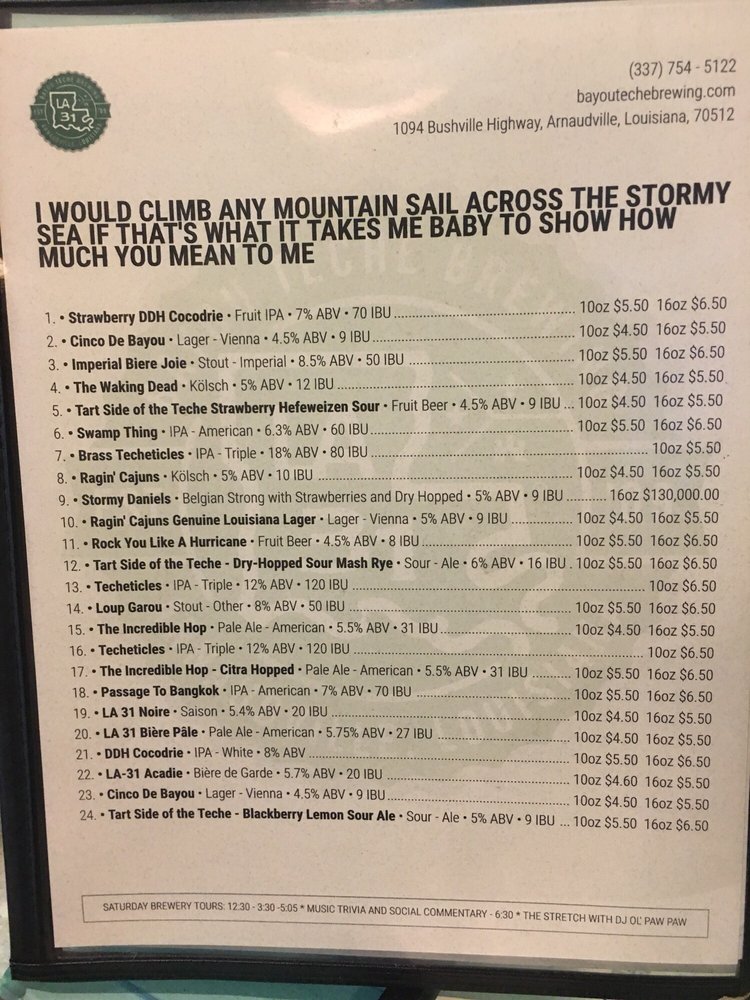 LA
31
(337) 754 - 5122
bayoutechebrewing.com
1094 Bushville Highway, Arnaudville, Louisiana, 70512
I WOULD CLIMB ANY MOUNTAIN SAIL ACROSS THE STORMY
SEA IF THAT'S WHAT IT TAKES ME BABY TO SHOW HOW
MUCH YOU MEAN TO ME
1. • Strawberry DDH Cocodrie • Fruit IPA • 7% ABV • 70 IBU ... 10oz $5.50 16oz $6.50
2. • Cinco De Bayou • Lager - Vienna • 4.5% ABV • 9 IBU ... 10oz $4.50 16oz $5.50
3. • Imperial Biere Joie • Stout - Imperial • 8.5% ABV • 50 IBU ... 10oz $5.50 16oz $6.50
4. • The Waking Dead • Kölsch • 5% ABV • 12 IBU ... 10oz $4.50 16oz $5.50
5. • Tart Side of the Teche Strawberry Hefeweizen Sour • Fruit Beer • 4.5% ABV • 9 IBU ... 10oz $4.50 16oz $5.50
6. • Swamp Thing • IPA - American • 6.3% ABV • 60 IBU ... 10oz $5.50 16oz $6.50
7. • Brass Techeticles • IPA - Triple • 18% ABV • 80 IBU ... 10oz $5.50
8. • Ragin' Cajuns • Kölsch • 5% ABV • 10 IBU ... 10oz $4.50 16oz $5.50
9. • Stormy Daniels • Belgian Strong with Strawberries and Dry Hopped • 5% ABV • 9 IBU ... 16oz $130,000.00
10. • Ragin' Cajuns Genuine Louisiana Lager • Lager - Vienna • 5% ABV • 9 IBU ... 10oz $4.50 16oz $5.50
11. • Rock You Like A Hurricane • Fruit Beer • 4.5% ABV • 8 IBU ... 10oz $5.50 16oz $6.50
12. • Tart Side of the Teche - Dry-Hopped Sour Mash Rye • Sour - Ale • 6% ABV • 16 IBU . 10oz $5.50 16oz $6.50
13. • Techeticles • IPA - Triple • 12% ABV • 120 IBU ... 10oz $6.50
14. • Loup Garou • Stout - Other • 8% ABV • 50 IBU ... 10oz $5.50 16oz $6.50
15. • The Incredible Hop • Pale Ale - American • 5.5% ABV • 31 IBU ... 10oz $4.50 16oz $5.50
16. • Techeticles • IPA - Triple • 12% ABV • 120 IBU ... 10oz $6.50
17. • The Incredible Hop - Citra Hopped • Pale Ale - American • 5.5% ABV • 31 IBU ... 10oz $5.50 16oz $6.50
18. • Passage To Bangkok • IPA - American • 7% ABV • 70 IBU ... 10oz $5.50 16oz $6.50
19. • LA 31 Noire • Saison • 5.4% ABV • 20 IBU ... 10oz $4.50 16oz $5.50
20. • LA 31 Bière Pâle • Pale Ale - American • 5.75% ABV • 27 IBU ... 10oz $4.50 16oz $5.50
21. • DDH Cocodrie • IPA - White • 8% ABV ... 10oz $5.50 16oz $6.50
22. • LA-31 Acadie • Bière de Garde • 5.7% ABV • 20 IBU ... 10oz $4.60 16oz $5.50
23. • Cinco De Bayou • Lager - Vienna • 4.5% ABV • 9 IBU ... 10oz $4.50 16oz $5.50
24. • Tart Side of the Teche - Blackberry Lemon Sour Ale • Sour - Ale • 5% ABV • 9 IBU ... 10oz $5.50 16oz $6.50
SATURDAY BREWERY TOURS: 12:30 - 3:30 -5:05 * MUSIC TRIVIA AND SOCIAL COMMENTARY - 6:30 * THE STRETCH WITH DJ OL' PAW PAW